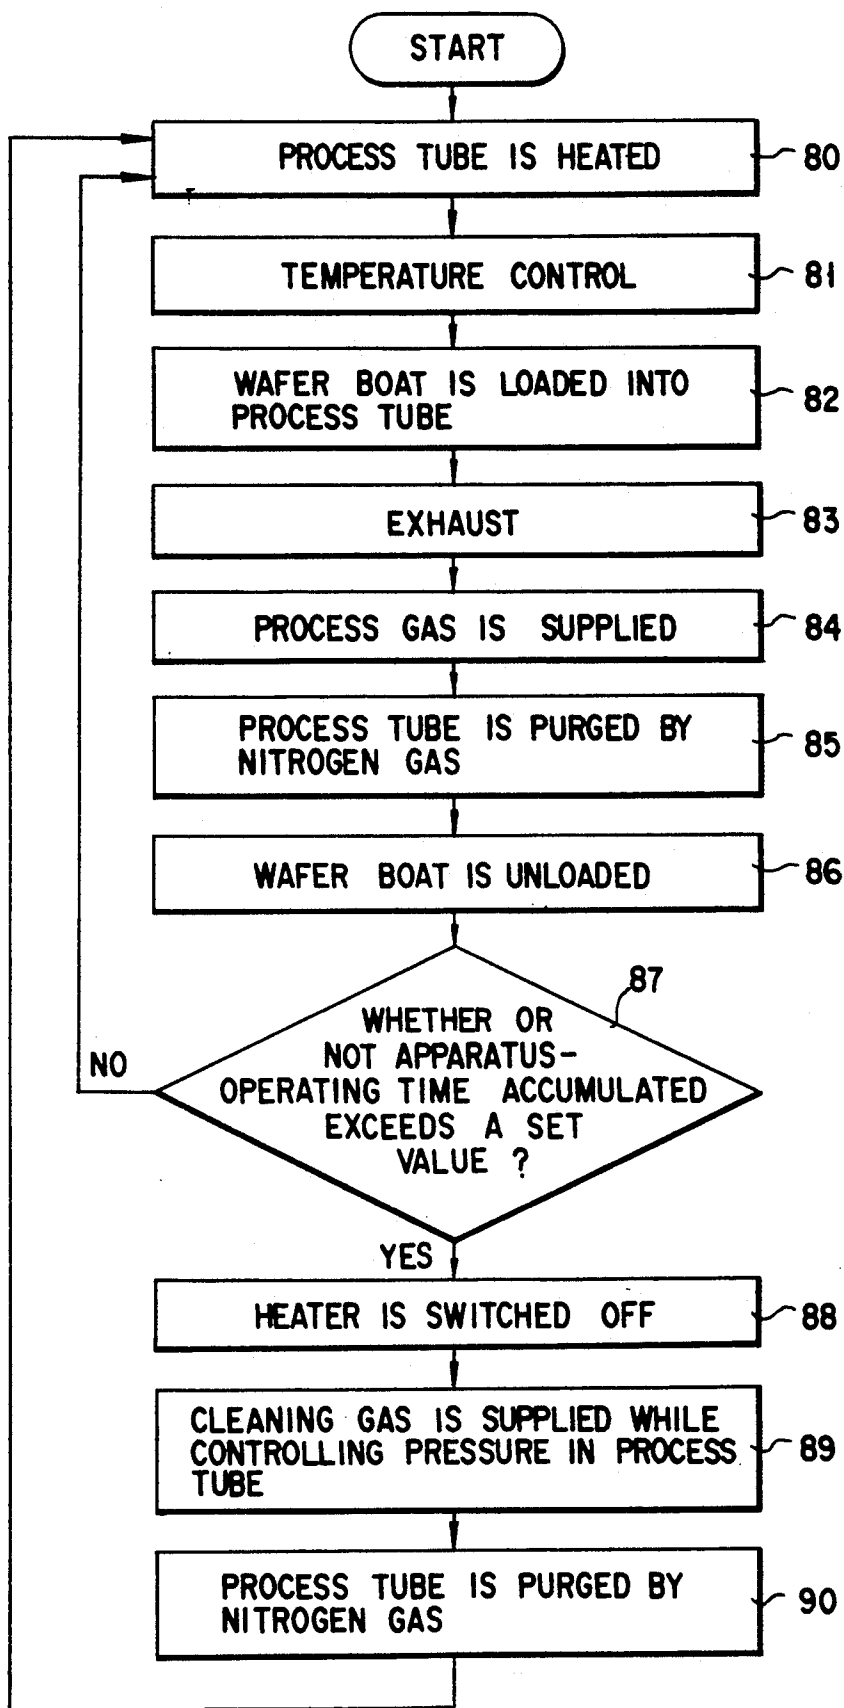 START
PROCESS TUBE IS HEATED
80
TEMPERATURE CONTROL
81
WAFER BOAT IS LOADED INTO
PROCESS TUBE
82
EXHAUST
83
PROCESS GAS IS SUPPLIED
84
PROCESS TUBE IS PURGED BY
NITROGEN GAS
85
WAFER BOAT IS UNLOADED
86
87
WHETHER OR
NOT APPARATUS-
OPERATING TIME ACCUMULATED
EXCEEDS A SET
VALUE ?
NO
YES
HEATER IS SWITCHED OFF
88
CLEANING GAS IS SUPPLIED WHILE
CONTROLLING PRESSURE IN PROCESS
TUBE
89
PROCESS TUBE IS PURGED BY
NITROGEN GAS
90